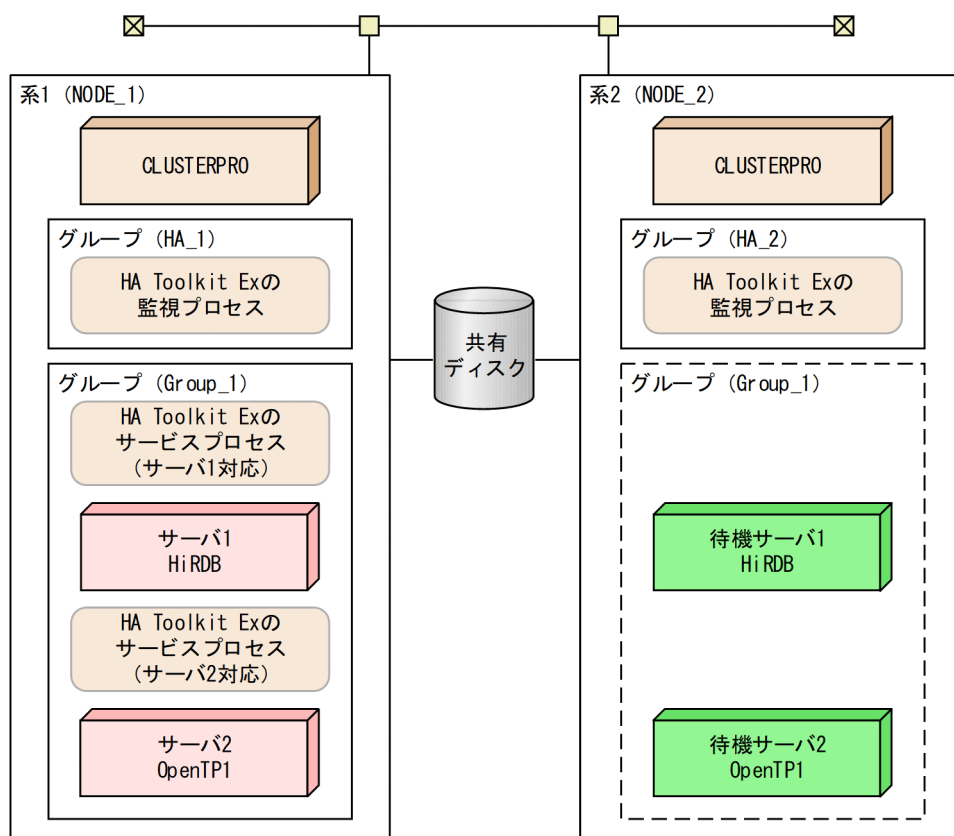 系1（NODE_1）
CLUSTERPRO
グループ（HA_1）
HA Toolkit Exの
監視プロセス
グループ（Group_1）
HA Toolkit Exの
サービスプロセス
（サーバ1対応）
サーバ1
HiRDB
HA Toolkit Exの
サービスプロセス
（サーバ2対応）
サーバ2
OpenTP1
共有
ディスク
系2（NODE_2）
CLUSTERPRO
グループ（HA_2）
HA Toolkit Exの
監視プロセス
グループ（Group_1）
待機サーバ1
HiRDB
待機サーバ2
OpenTP1